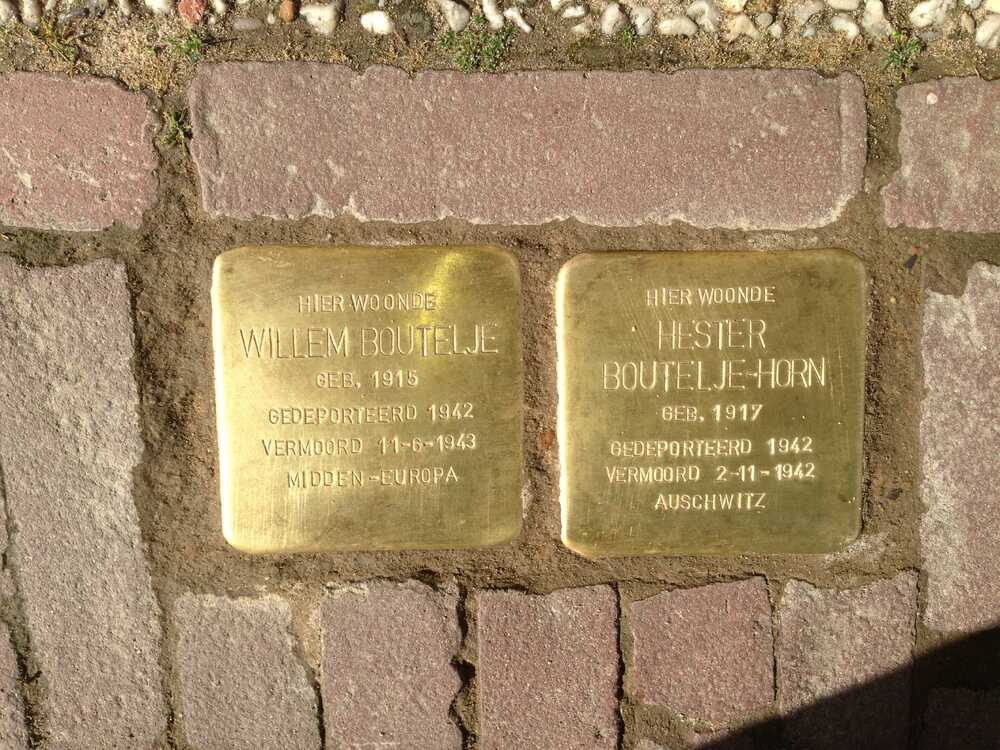 HIER WOONDE
WILLEM BOUTELJE
GEB. 1915
GEDEPORTEERD 1942
VERMOORD 11-6-1943
MIDDEN-EUROPA
HIER WOONDE
HESTER
BOUTELJE-HORN
GEB. 1917
GEDEPORTEERD 1942
VERMOORD 2-11-1942
AUSCHWITZ